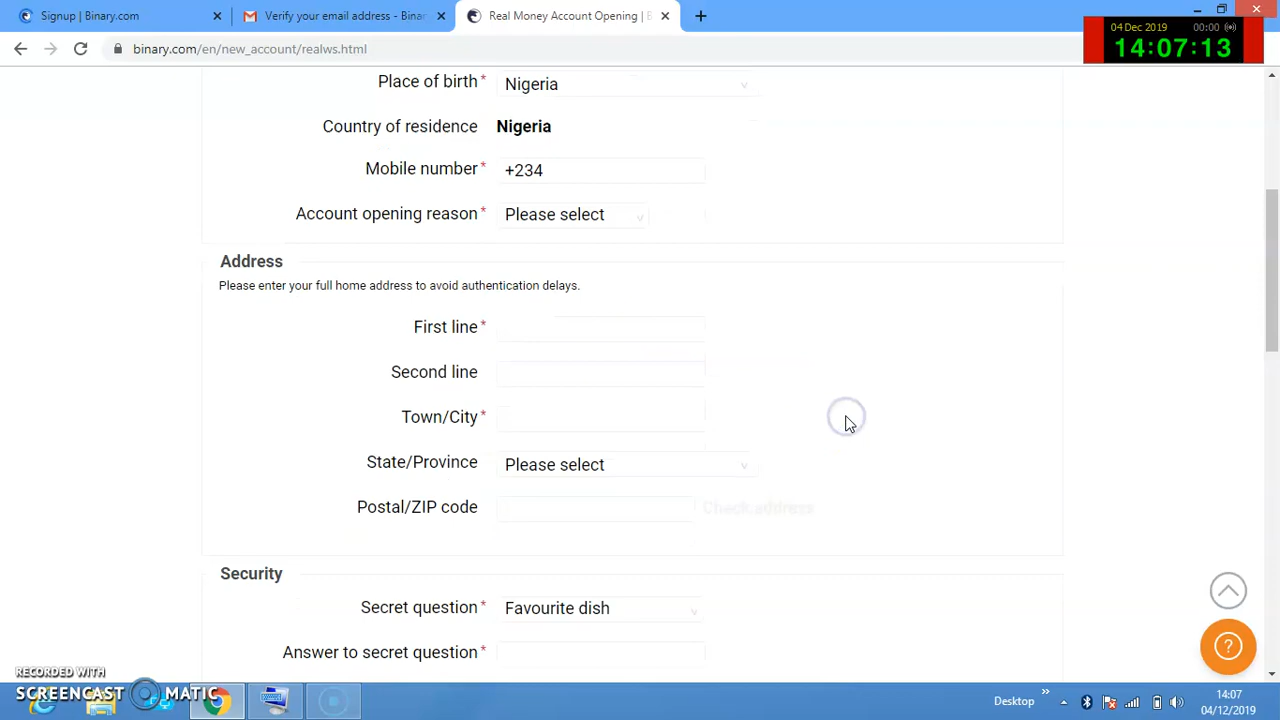 Signup | Binary.com
Verify your email address - Binar
Real Money Account Opening | B
04 Dec 2019 00:00
14:07:13
binary.com/en/new_account/realws.html
Place of birth* Nigeria
Country of residence Nigeria
Mobile number* +234
Account opening reason* Please select
Address
Please enter your full home address to avoid authentication delays.
First line*
Second line
Town/City*
State/Province Please select
Postal/ZIP code Check address
Security
Secret question* Favourite dish
Answer to secret question*
RECORDED WITH
SCREENCAST MATIC
Desktop
14:07
04/12/2019